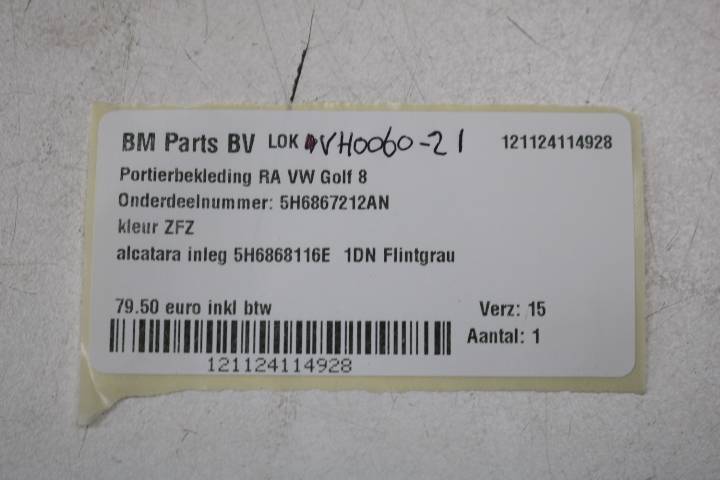 BM Parts BV LOK VH0060-21 121124114928
Portierbekleding RA VW Golf 8
Onderdeelnummer: 5H6867212AN
kleur ZFZ
alcatara inleg 5H6868116E 1DN Flintgrau
79.50 euro inkl btw Verz: 15
Aantal: 1
121124114928